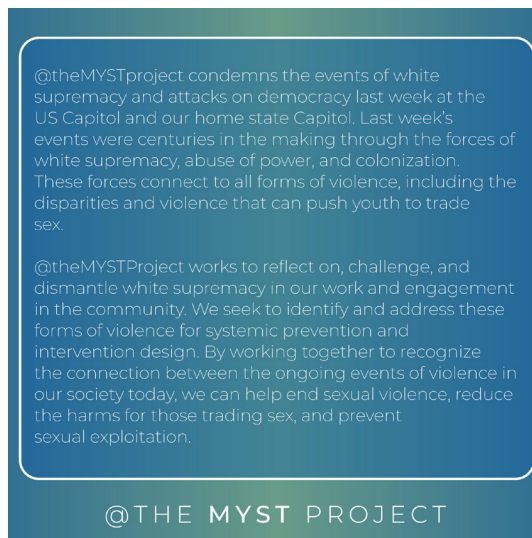 @theMYSTproject condemns the events of white
supremacy and attacks on democracy last week at the
US Capitol and our home state Capitol. Last week's
events were centuries in the making through the forces of
white supremacy, abuse of power, and colonization.
These forces connect to all forms of violence, including the
disparities and violence that can push youth to trade
sex.
@theMYSTProject works to reflect on, challenge, and
dismantle white supremacy in our work and engagement
in the community. We seek to identify and address these
forms of violence for systemic prevention and
intervention design. By working together to recognize
the connection between the ongoing events of violence in
our society today, we can help end sexual violence, reduce
the harms for those trading sex, and prevent
sexual exploitation.
@THE MYST PROJECT